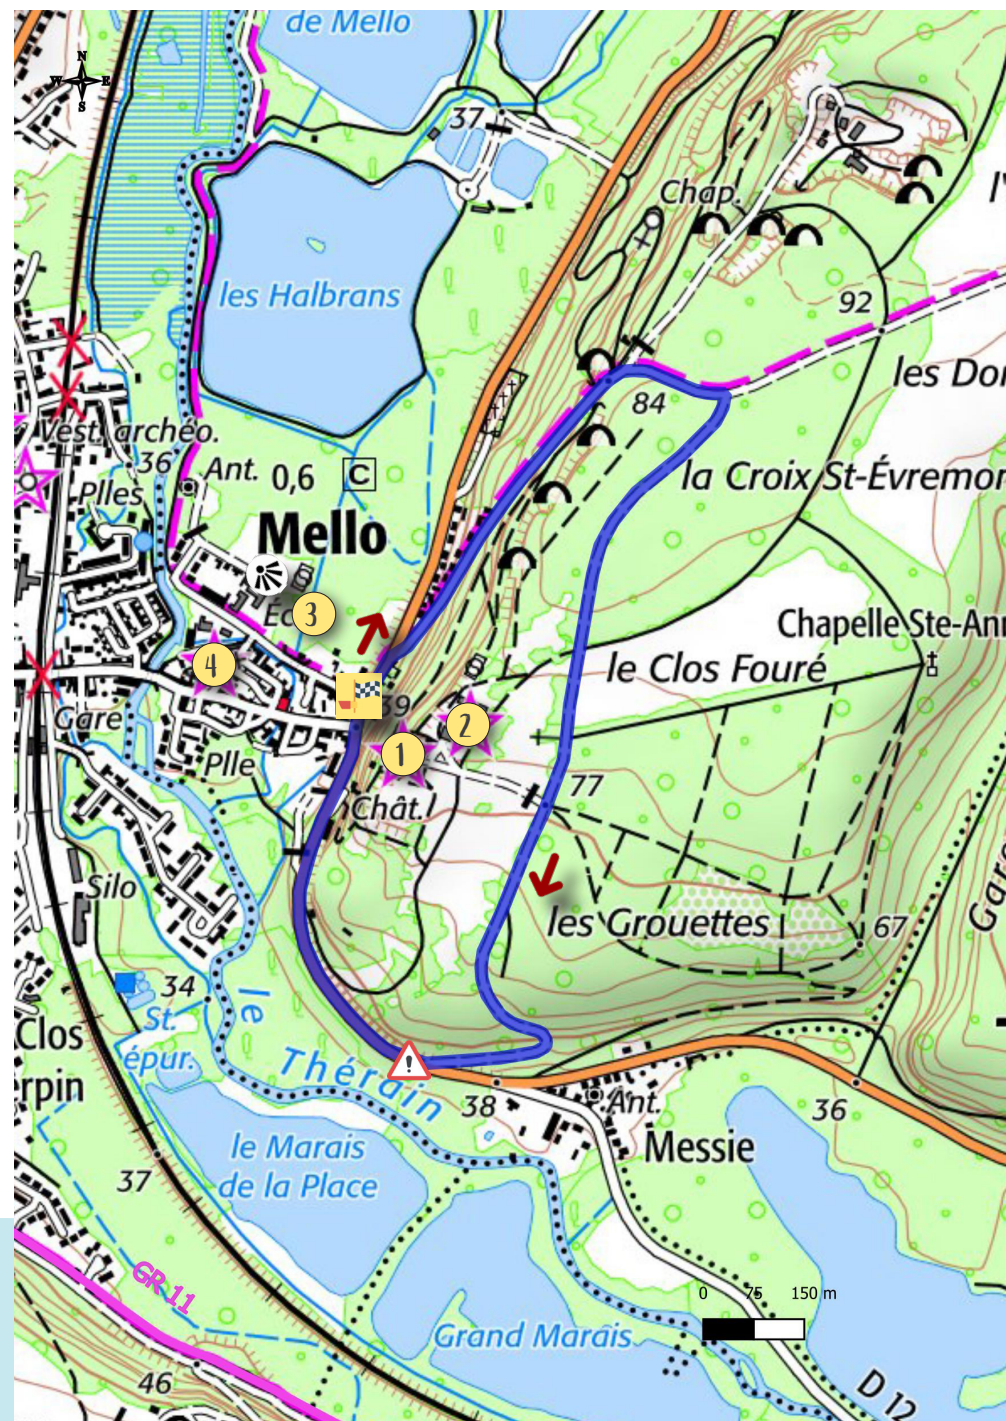 de Mello
N
W E
S
37
Chap.
les Halbrans
92
les Do
84
Vest. archéo.
36
Ant.
0,6
C
Plles
la Croix St-Évremon
Mello
Éc
3
Chapelle Ste-Ann
4
le Clos Fouré
39
2
Gare
1
Plle
77
Chât.
Silo
les Grouettes
67
Gare
34
St.
épur.
le
Clos
rpin
Thérain
!
38
Ant.
36
Messie
le Marais
de la Place
37
GR 11
0 75 150 m
Grand Marais
46
D 12